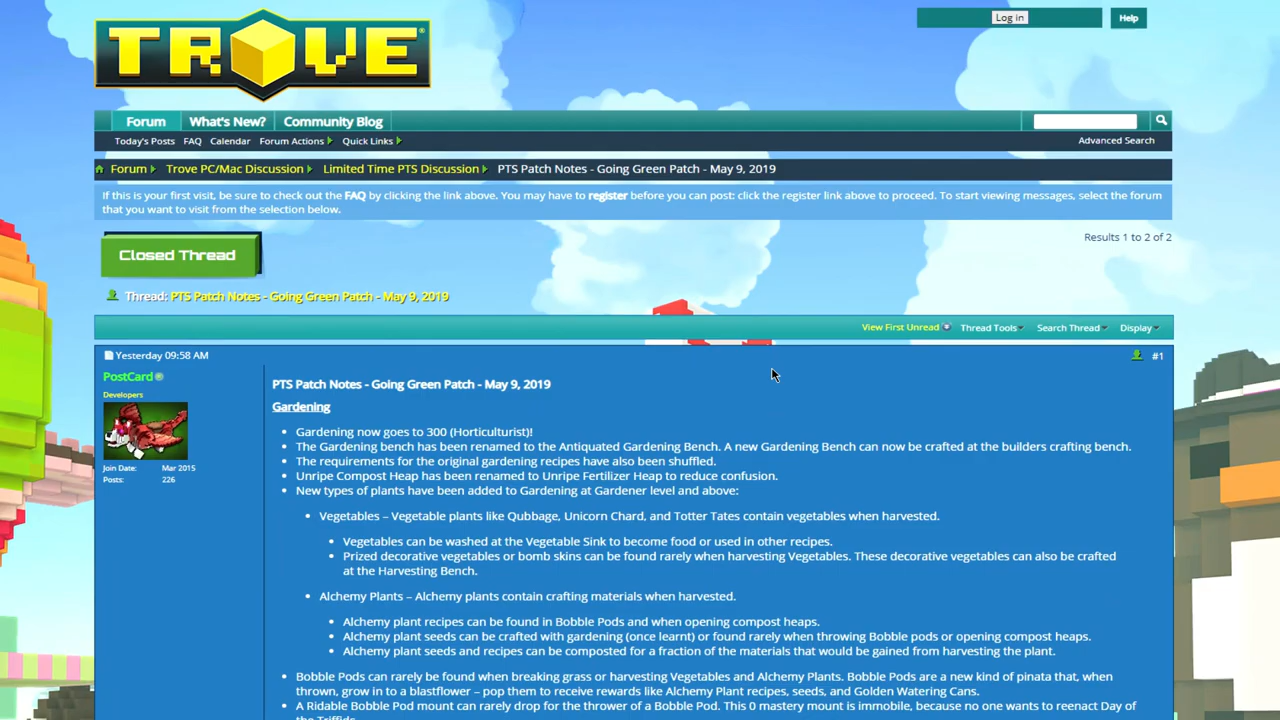 TROVE
Log in
Help
Forum What's New? Community Blog
Today's Posts FAQ Calendar Forum Actions Quick Links Advanced Search
Forum Trove PC/Mac Discussion Limited Time PTS Discussion PTS Patch Notes - Going Green Patch - May 9, 2019
If this is your first visit, be sure to check out the FAQ by clicking the link above. You may have to register before you can post: click the register link above to proceed. To start viewing messages, select the forum
that you want to visit from the selection below.
Results 1 to 2 of 2
Closed Thread
Thread: PTS Patch Notes - Going Green Patch - May 9, 2019
View First Unread Thread Tools Search Thread Display
Yesterday 09:58 AM #1
PostCard
Developers
Join Date: Mar 2015
Posts: 226
PTS Patch Notes - Going Green Patch - May 9, 2019
Gardening
Gardening now goes to 300 (Horticulturist)!
The Gardening bench has been renamed to the Antiquated Gardening Bench. A new Gardening Bench can now be crafted at the builders crafting bench.
The requirements for the original gardening recipes have also been shuffled.
Unripe Compost Heap has been renamed to Unripe Fertilizer Heap to reduce confusion.
New types of plants have been added to Gardening at Gardener level and above:
Vegetables – Vegetable plants like Qubbage, Unicorn Chard, and Totter Tates contain vegetables when harvested.
Vegetables can be washed at the Vegetable Sink to become food or used in other recipes.
Prized decorative vegetables or bomb skins can be found rarely when harvesting Vegetables. These decorative vegetables can also be crafted
at the Harvesting Bench.
Alchemy Plants – Alchemy plants contain crafting materials when harvested.
Alchemy plant recipes can be found in Bobble Pods and when opening compost heaps.
Alchemy plant seeds can be crafted with gardening (once learnt) or found rarely when throwing Bobble pods or opening compost heaps.
Alchemy plant seeds and recipes can be composted for a fraction of the materials that would be gained from harvesting the plant.
Bobble Pods can rarely be found when breaking grass or harvesting Vegetables and Alchemy Plants. Bobble Pods are a new kind of pinata that, when
thrown, grow in to a blastflower – pop them to receive rewards like Alchemy Plant recipes, seeds, and Golden Watering Cans.
A Ridable Bobble Pod mount can rarely drop for the thrower of a Bobble Pod. This 0 mastery mount is immobile, because no one wants to reenact Day of
the Triffids